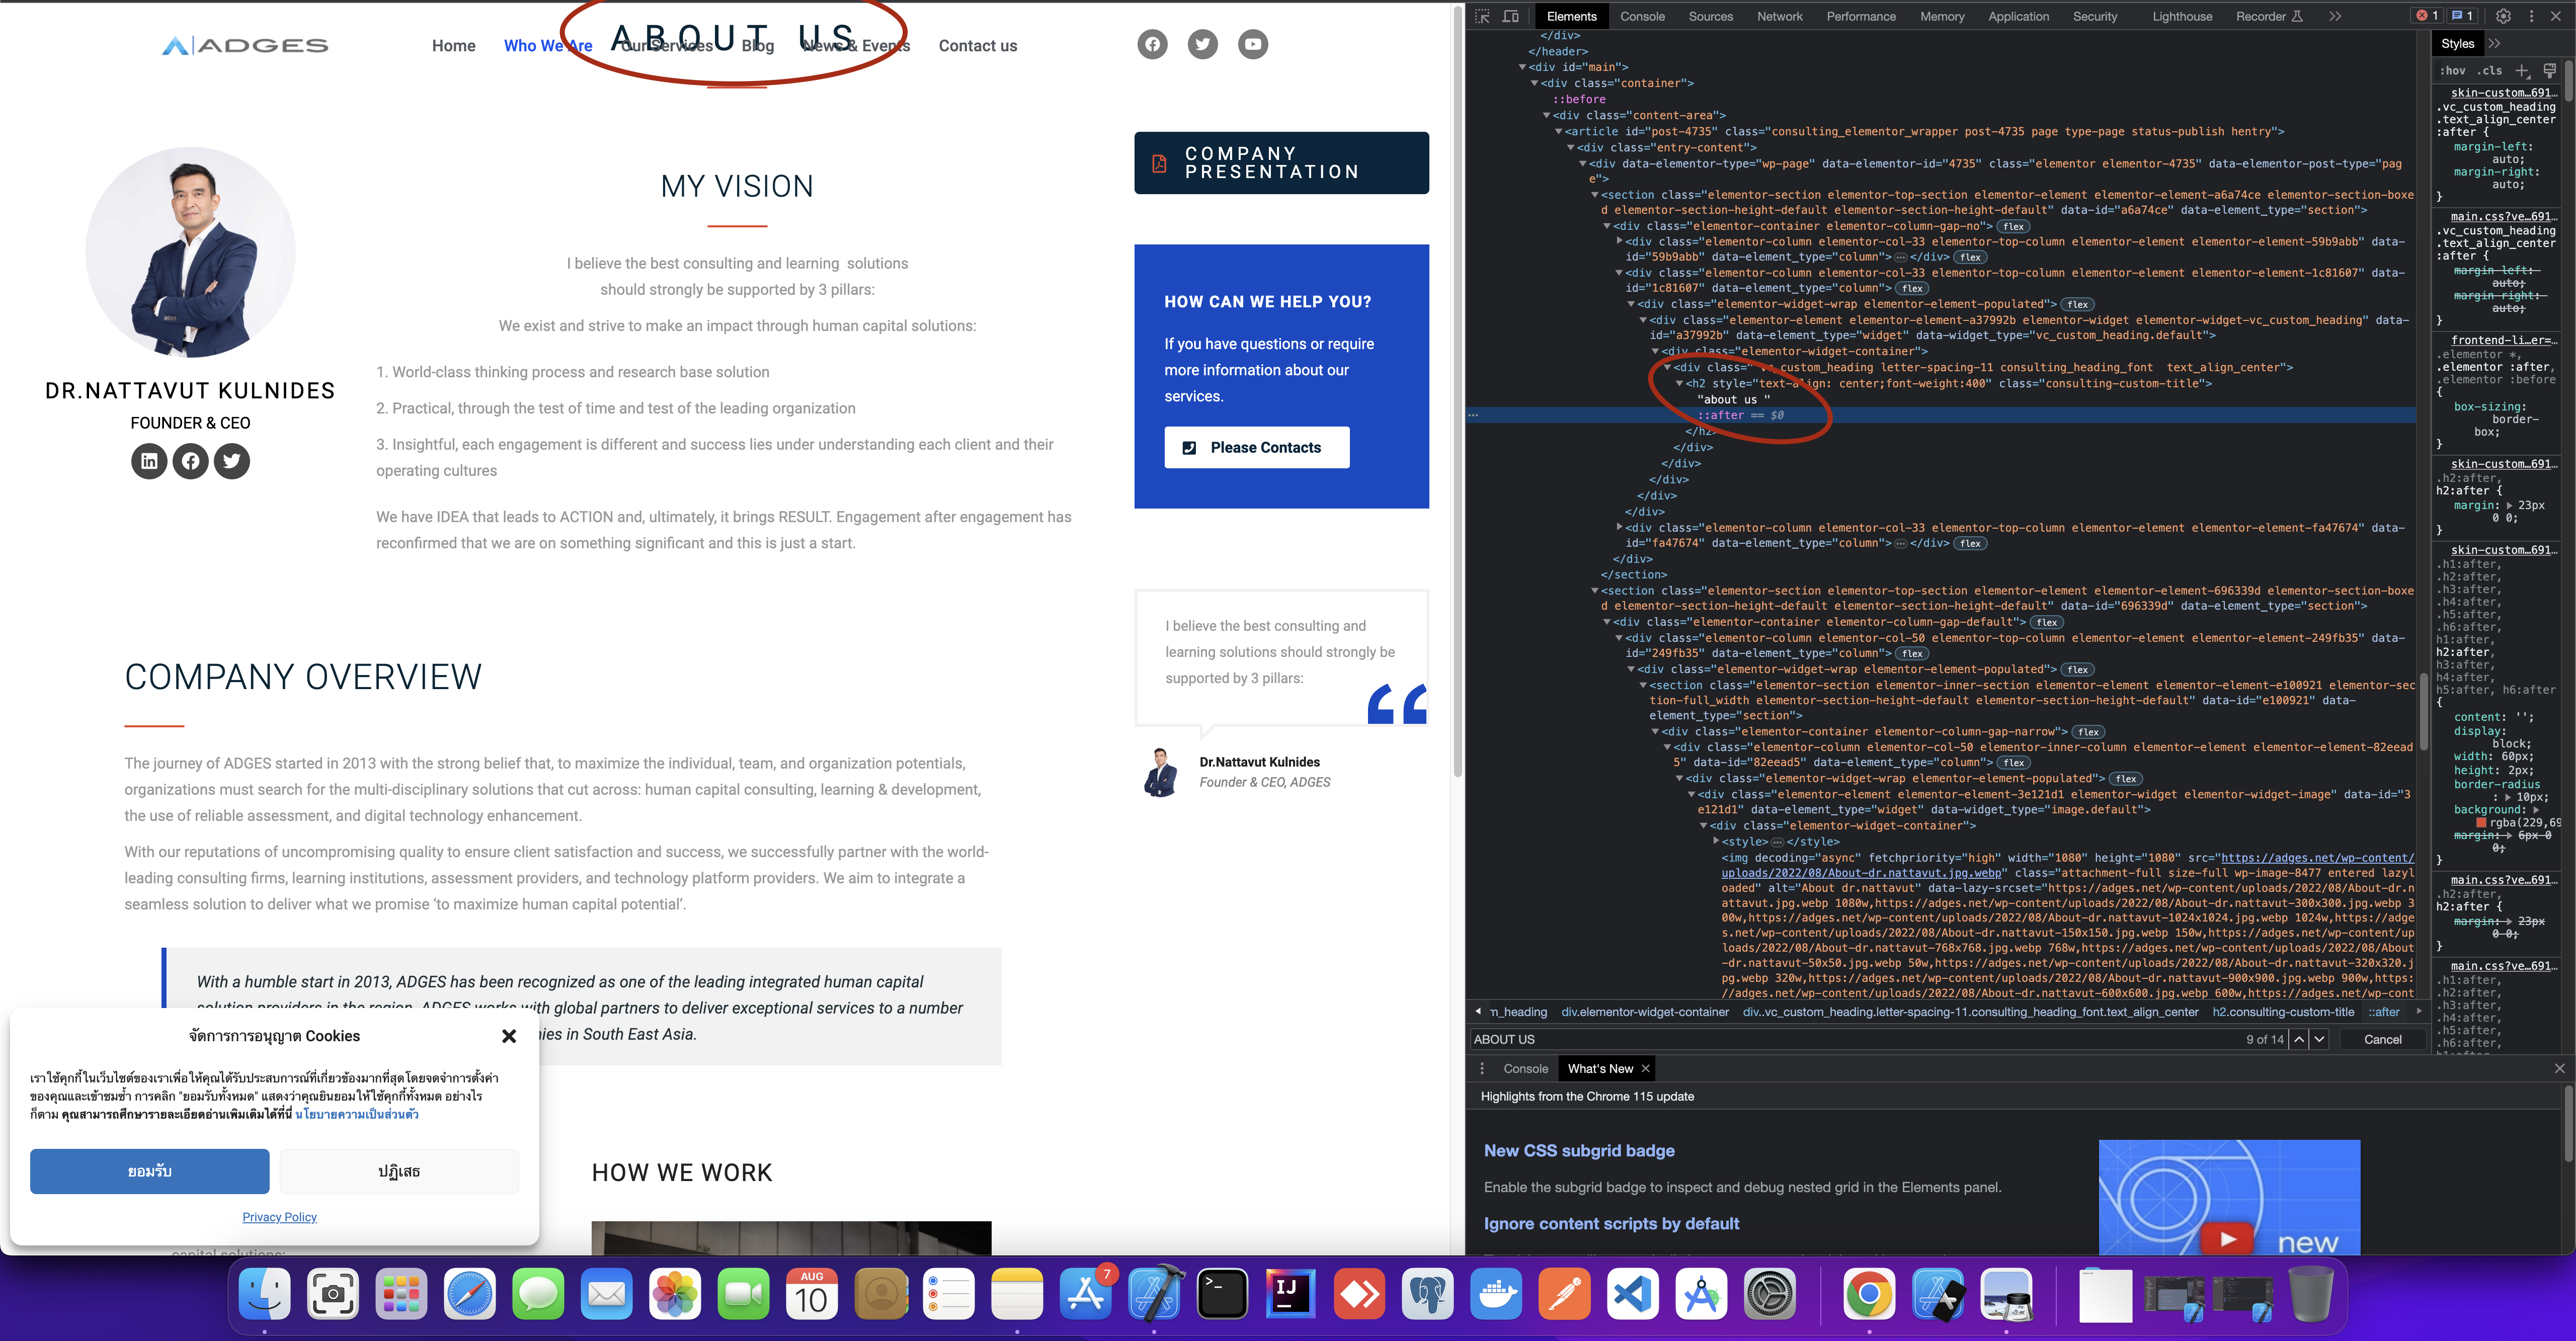 ADGES
Home
Who We Are
Our Services
Blog
News & Events
Contact us
ABOUT US
MY VISION
I believe the best consulting and learning solutions
should strongly be supported by 3 pillars:
We exist and strive to make an impact through human capital solutions:
1. World-class thinking process and research base solution
2. Practical, through the test of time and test of the leading organization
3. Insightful, each engagement is different and success lies under understanding each client and their
operating cultures
We have IDEA that leads to ACTION and, ultimately, it brings RESULT. Engagement after engagement has
reconfirmed that we are on something significant and this is just a start.
DR.NATTAVUT KULNIDES
FOUNDER & CEO
COMPANY
PRESENTATION
HOW CAN WE HELP YOU?
If you have questions or require
more information about our
services.
Please Contacts
I believe the best consulting and
learning solutions should strongly be
supported by 3 pillars:
Dr.Nattavut Kulnides
Founder & CEO, ADGES
COMPANY OVERVIEW
The journey of ADGES started in 2013 with the strong belief that, to maximize the individual, team, and organization potentials,
organizations must search for the multi-disciplinary solutions that cut across: human capital consulting, learning & development,
the use of reliable assessment, and digital technology enhancement.
With our reputations of uncompromising quality to ensure client satisfaction and success, we successfully partner with the world-
leading consulting firms, learning institutions, assessment providers, and technology platform providers. We aim to integrate a
seamless solution to deliver what we promise ‘to maximize human capital potential’.
With a humble start in 2013, ADGES has been recognized as one of the leading integrated human capital
solution providers in the region. ADGES works with global partners to deliver exceptional services to a number
in South East Asia.
จัดการการอนุญาต Cookies
เราใช้คุกกี้ในเว็บไซต์ของเราเพื่อให้คุณได้รับประสบการณ์ที่เกี่ยวข้องมากที่สุดโดยจดจำการตั้งค่า
ของคุณและเข้าชมซ้ำ การคลิก "ยอมรับทั้งหมด" แสดงว่าคุณยินยอมให้ใช้คุกกี้ทั้งหมด อย่างไร
ก็ตาม คุณสามารถศึกษารายละเอียดอ่านเพิ่มเติมได้ที่นี่ นโยบายความเป็นส่วนตัว
ยอมรับ
ปฏิเสธ
Privacy Policy
capital solutions:
HOW WE WORK
Elements
Console
Sources
Network
Performance
Memory
Application
Security
Lighthouse
Recorder
1
1
</div>
</header>
<div id="main">
<div class="container">
::before
<div class="content-area">
<article id="post-4735" class="consulting_elementor_wrapper post-4735 page type-page status-publish hentry">
<div class="entry-content">
<div data-elementor-type="wp-page" data-elementor-id="4735" class="elementor elementor-4735" data-elementor-post-type="pag
e">
<section class="elementor-section elementor-top-section elementor-element elementor-element-a6a74ce elementor-section-boxe
d elementor-section-height-default elementor-section-height-default" data-id="a6a74ce" data-element_type="section">
<div class="elementor-container elementor-column-gap-no"> flex
<div class="elementor-column elementor-col-33 elementor-top-column elementor-element elementor-element-59b9abb" data-
id="59b9abb" data-element_type="column"> </div> flex
<div class="elementor-column elementor-col-33 elementor-top-column elementor-element elementor-element-1c81607" data-
id="1c81607" data-element_type="column"> flex
<div class="elementor-widget-wrap elementor-element-populated"> flex
<div class="elementor-element elementor-element-a37992b elementor-widget elementor-widget-vc_custom_heading" data-
id="a37992b" data-element_type="widget" data-widget_type="vc_custom_heading.default">
<div class="elementor-widget-container">
<div class=" vc_custom_heading letter-spacing-11 consulting_heading_font text_align_center">
<h2 style="text-align: center;font-weight:400" class="consulting-custom-title">
"about us "
::after == $0
</h2>
</div>
</div>
</div>
</div>
</div>
<div class="elementor-column elementor-col-33 elementor-top-column elementor-element elementor-element-fa47674" data-
id="fa47674" data-element_type="column"> </div> flex
</div>
</section>
<section class="elementor-section elementor-top-section elementor-element elementor-element-696339d elementor-section-boxe
d elementor-section-height-default elementor-section-height-default" data-id="696339d" data-element_type="section">
<div class="elementor-container elementor-column-gap-default"> flex
<div class="elementor-column elementor-col-50 elementor-top-column elementor-element elementor-element-249fb35" data-
id="249fb35" data-element_type="column"> flex
<div class="elementor-widget-wrap elementor-element-populated"> flex
<section class="elementor-section elementor-inner-section elementor-element elementor-element-e100921 elementor-sec
tion-full_width elementor-section-height-default elementor-section-height-default" data-id="e100921" data-
element_type="section">
<div class="elementor-container elementor-column-gap-narrow"> flex
<div class="elementor-column elementor-col-50 elementor-inner-column elementor-element elementor-element-82eead
5" data-id="82eead5" data-element_type="column"> flex
<div class="elementor-widget-wrap elementor-element-populated"> flex
<div class="elementor-element elementor-element-3e121d1 elementor-widget elementor-widget-image" data-id="3
e121d1" data-element_type="widget" data-widget_type="image.default">
<div class="elementor-widget-container">
<style> </style>
<img decoding="async" fetchpriority="high" width="1080" height="1080" src="https://adges.net/wp-content/
uploads/2022/08/About-dr.nattavut.jpg.webp" class="attachment-full size-full wp-image-8477 entered lazyl
oaded" alt="About dr.nattavut" data-lazy-srcset="https://adges.net/wp-content/uploads/2022/08/About-dr.n
attavut.jpg.webp 1080w,https://adges.net/wp-content/uploads/2022/08/About-dr.nattavut-300x300.jpg.webp 3
00w,https://adges.net/wp-content/uploads/2022/08/About-dr.nattavut-1024x1024.jpg.webp 1024w,https://adge
s.net/wp-content/uploads/2022/08/About-dr.nattavut-150x150.jpg.webp 150w,https://adges.net/wp-content/up
loads/2022/08/About-dr.nattavut-768x768.jpg.webp 768w,https://adges.net/wp-content/uploads/2022/08/About
-dr.nattavut-50x50.jpg.webp 50w,https://adges.net/wp-content/uploads/2022/08/About-dr.nattavut-320x320.j
pg.webp 320w,https://adges.net/wp-content/uploads/2022/08/About-dr.nattavut-900x900.jpg.webp 900w,https:
//adges.net/wp-content/uploads/2022/08/About-dr.nattavut-600x600.jpg.webp 600w,https://adges.net/wp-cont
m_heading div.elementor-widget-container div..vc_custom_heading.letter-spacing-11.consulting_heading_font.text_align_center h2.consulting-custom-title ::after
ABOUT US
9 of 14
Cancel
Styles
:hov .cls
skin-custom…691…
.vc_custom_heading
.text_align_center
:after {
margin-left:
auto;
margin-right:
auto;
}
main.css?ve…691…
.vc_custom_heading
.text_align_center
:after {
margin-left:
auto;
margin-right:
auto;
}
frontend-li…er=…
.elementor *,
.elementor :after,
.elementor :before
{
box-sizing:
border-
box;
}
skin-custom…691…
.h2:after,
h2:after {
margin: 23px
0 0;
}
skin-custom…691…
.h1:after,
.h2:after,
.h3:after,
.h4:after,
.h5:after,
.h6:after,
h1:after,
h2:after,
h3:after,
h4:after,
h5:after, h6:after
{
content: '';
display:
block;
width: 60px;
height: 2px;
border-radius
: 10px;
background:
rgba(229,69
margin: 6px 0
0;
}
main.css?ve…691…
.h2:after,
h2:after {
margin: 23px
0 0;
}
main.css?ve…691…
.h1:after,
.h2:after,
.h3:after,
.h4:after,
.h5:after,
.h6:after,
Console
What's New
Highlights from the Chrome 115 update
New CSS subgrid badge
Enable the subgrid badge to inspect and debug nested grid in the Elements panel.
Ignore content scripts by default
new
AUG
10
7
IJ